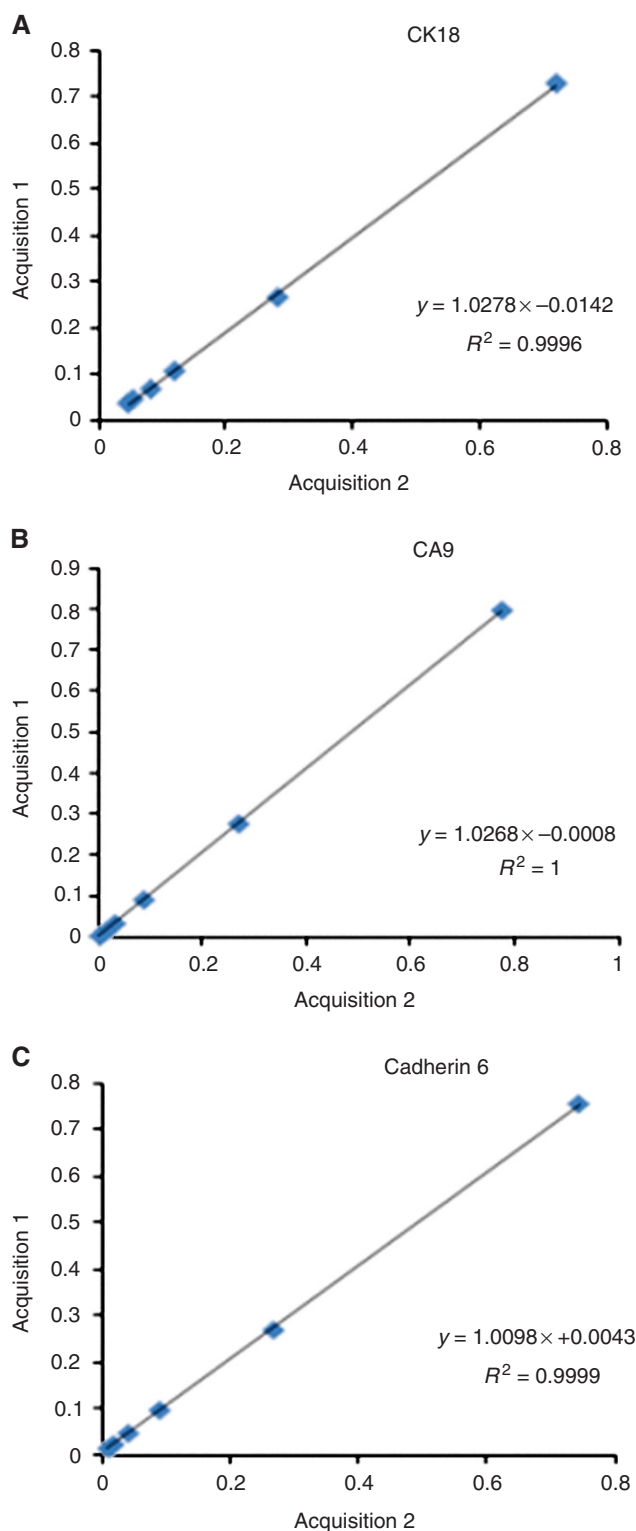 A
CK18
0.8
0.7
0.6
0.5
0.4
0.3
0.2
0.1
0
Acquisition 1
y = 1.0278 × –0.0142
R² = 0.9996
0 0.2 0.4 0.6 0.8
Acquisition 2
B
CA9
0.9
0.8
0.7
0.6
0.5
0.4
0.3
0.2
0.1
0
Acquisition 1
y = 1.0268 × –0.0008
R² = 1
0 0.2 0.4 0.6 0.8 1
Acquisition 2
C
Cadherin 6
0.8
0.7
0.6
0.5
0.4
0.3
0.2
0.1
0
Acquisition 1
y = 1.0098 × +0.0043
R² = 0.9999
0 0.2 0.4 0.6 0.8
Acquisition 2